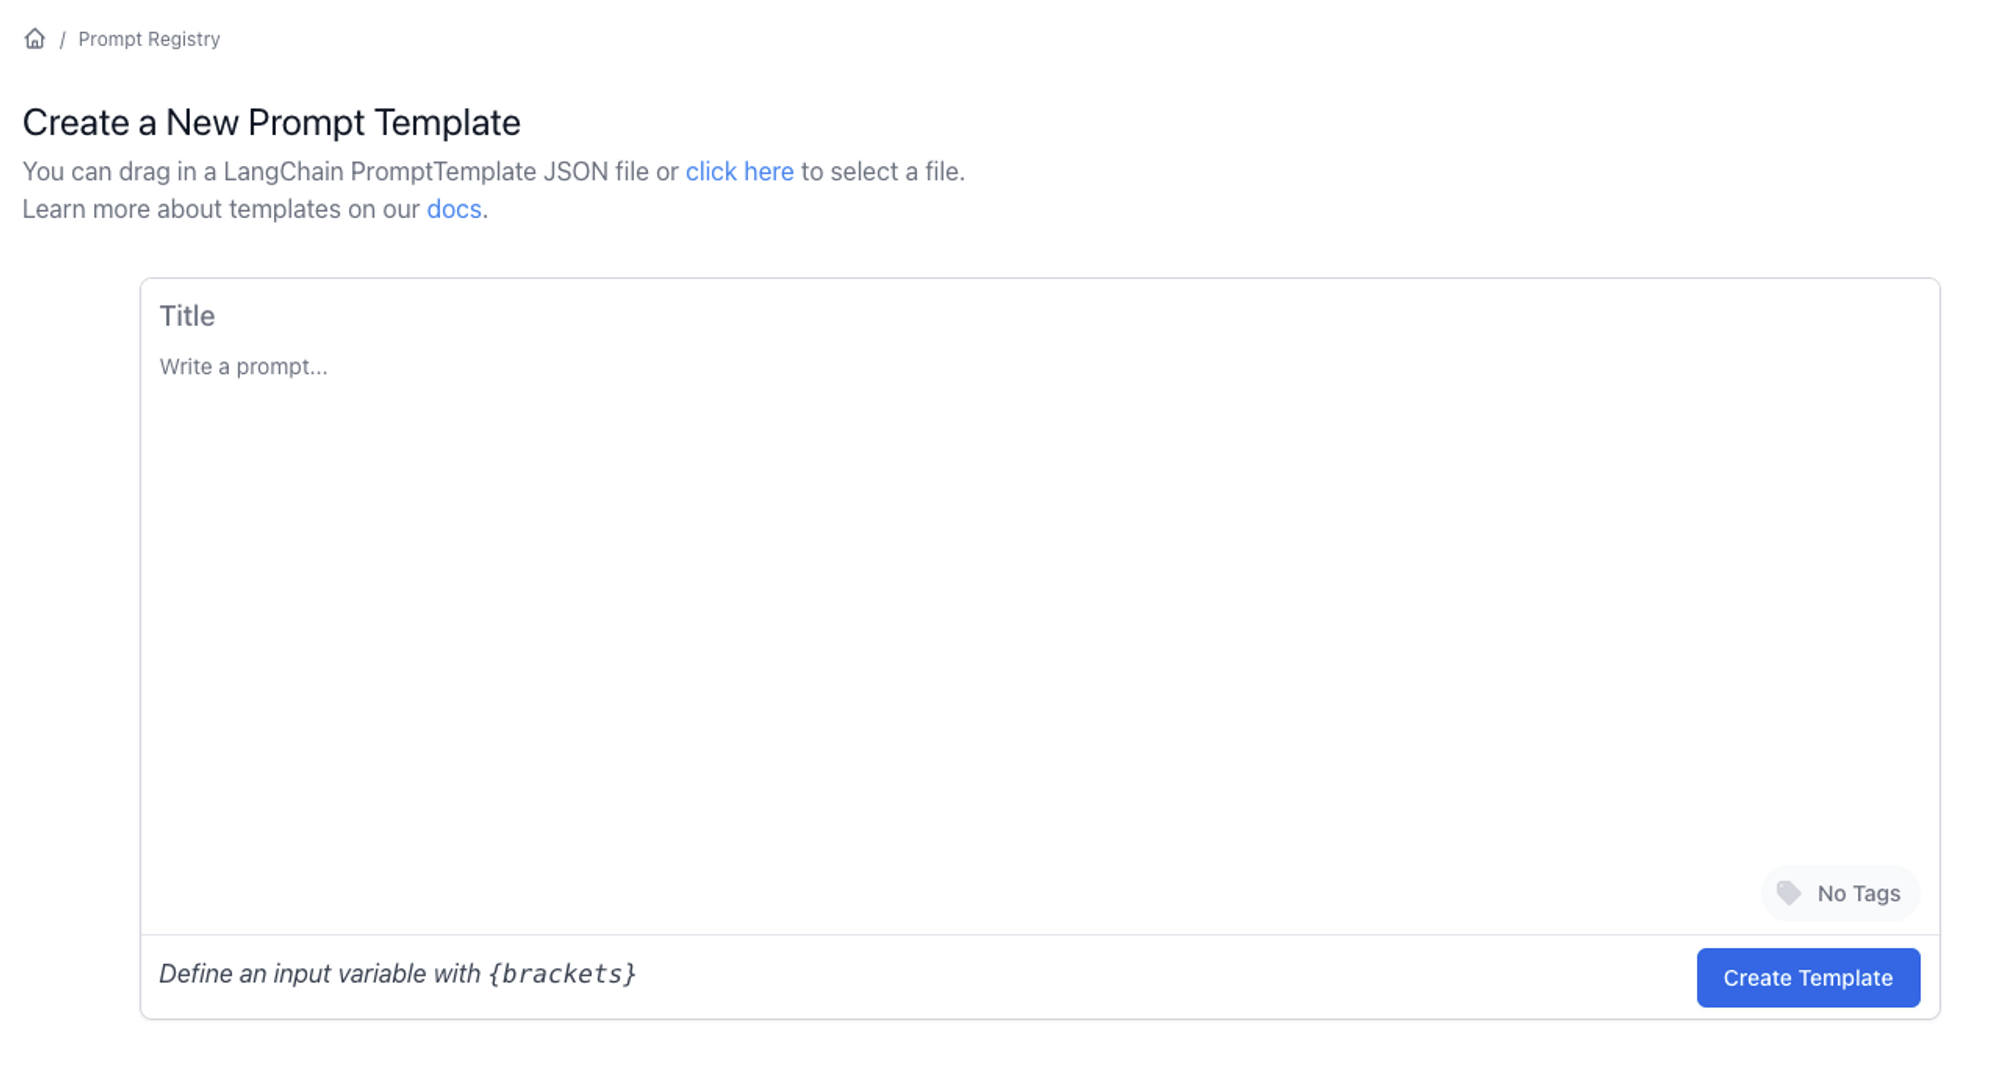 / Prompt Registry
Create a New Prompt Template
You can drag in a LangChain PromptTemplate JSON file or click here to select a file.
Learn more about templates on our docs.
Title
Write a prompt...
No Tags
Define an input variable with {brackets}
Create Template